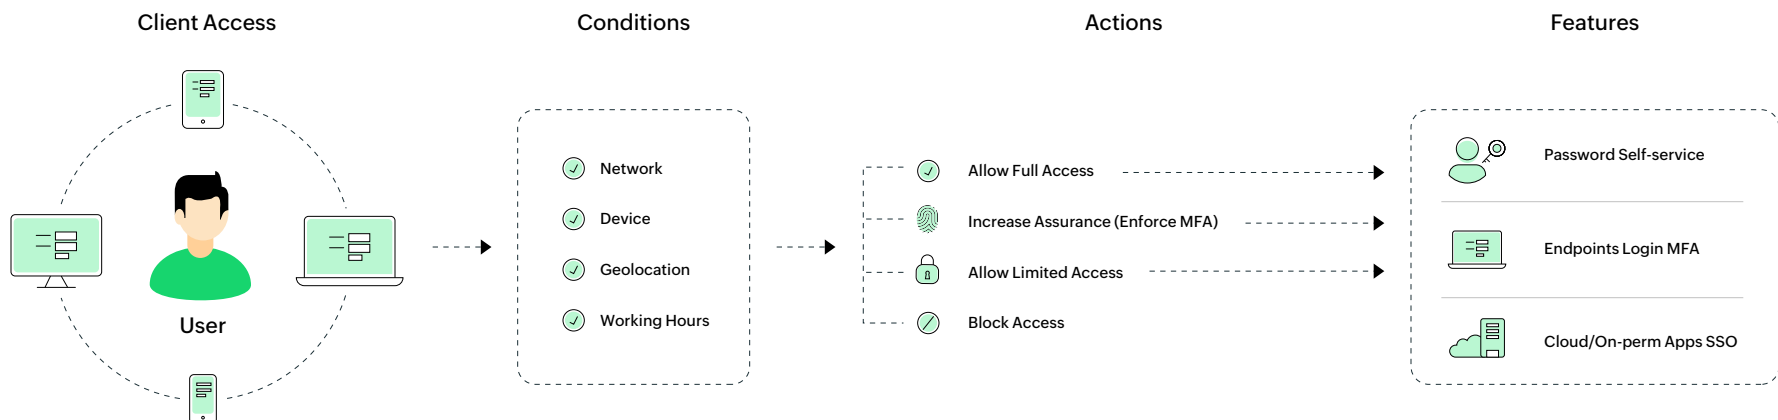 Client Access
Conditions
Actions
Features
User
Network
Device
Geolocation
Working Hours
Allow Full Access
Increase Assurance (Enforce MFA)
Allow Limited Access
Block Access
Password Self-service
Endpoints Login MFA
Cloud/On-perm Apps SSO